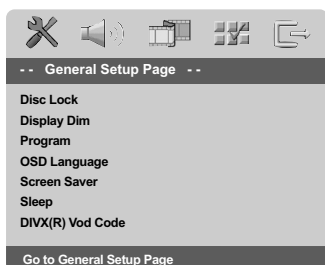 -- General Setup Page --
Disc Lock
Display Dim
Program
OSD Language
Screen Saver
Sleep
DIVX(R) Vod Code
Go to General Setup Page